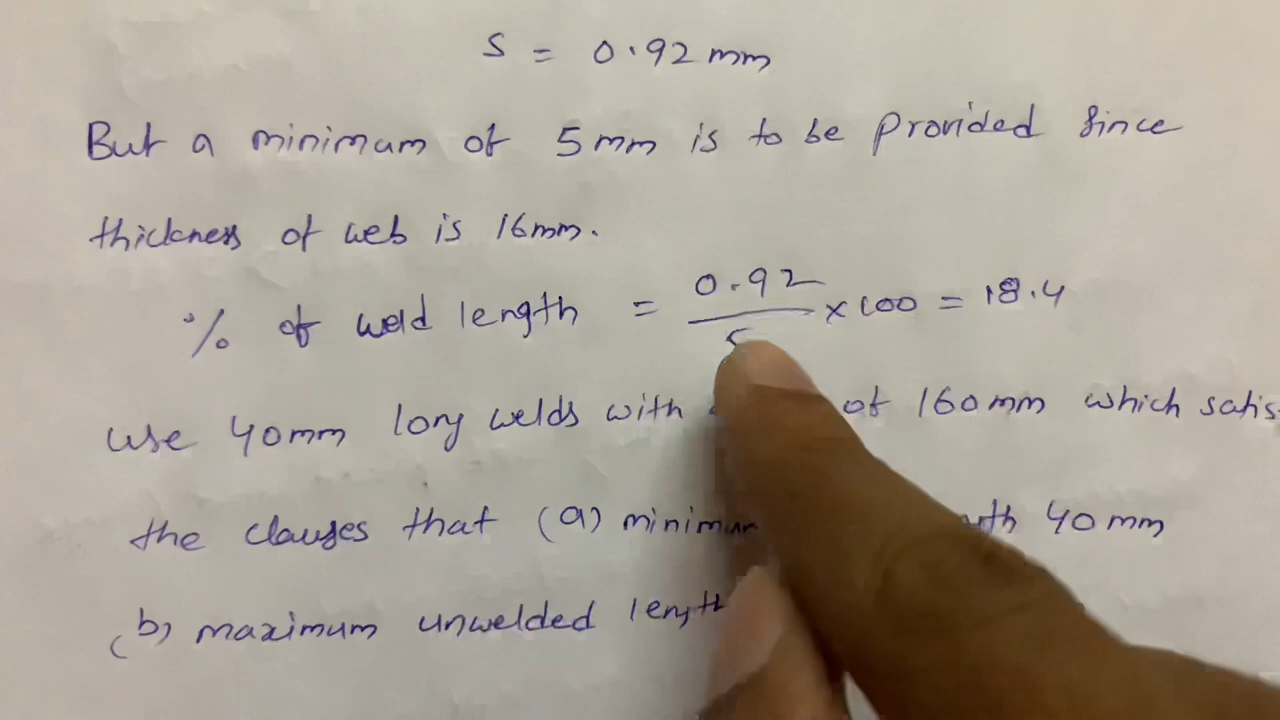 S = 0.92 mm
But a minimum of 5mm is to be provided since
thickness of web is 16mm.
% of weld length = 0.92/5 × 100 = 18.4
use 40mm long welds with of 160mm which satis
the clauses that (a) minimum 40mm
(b) maximum unwelded length